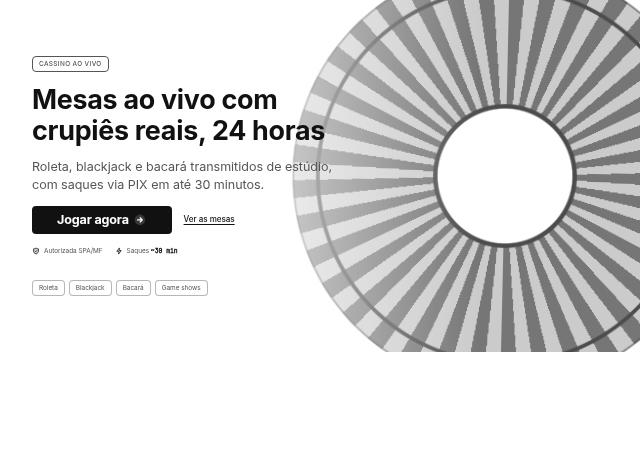 CASSINO AO VIVO
Mesas ao vivo com
crupiês reais, 24 horas
Roleta, blackjack e bacará transmitidos de estúdio,
com saques via PIX em até 30 minutos.
Jogar agora
Ver as mesas
Autorizada SPA/MF
Saques ~30 min
Roleta
Blackjack
Bacará
Game shows